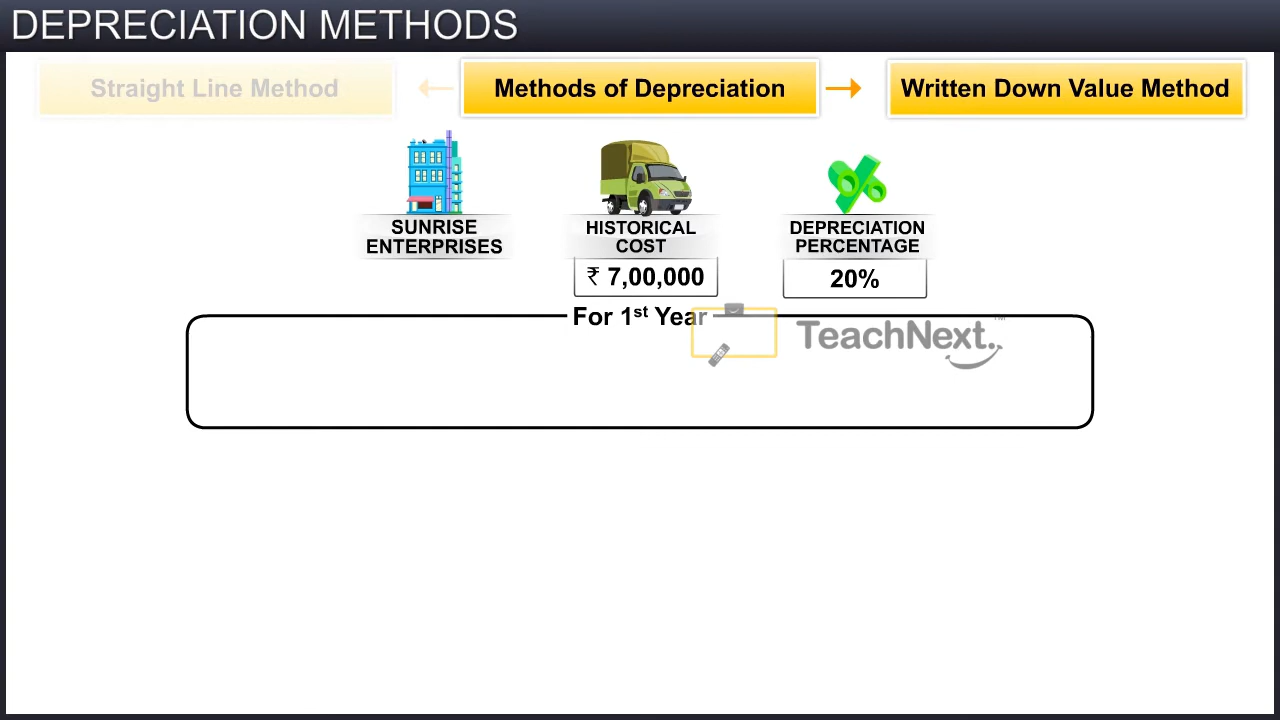 DEPRECIATION METHODS
Straight Line Method
Methods of Depreciation
Written Down Value Method
SUNRISE
ENTERPRISES
HISTORICAL
COST
₹ 7,00,000
DEPRECIATION
PERCENTAGE
20%
For 1st Year
TeachNext.™